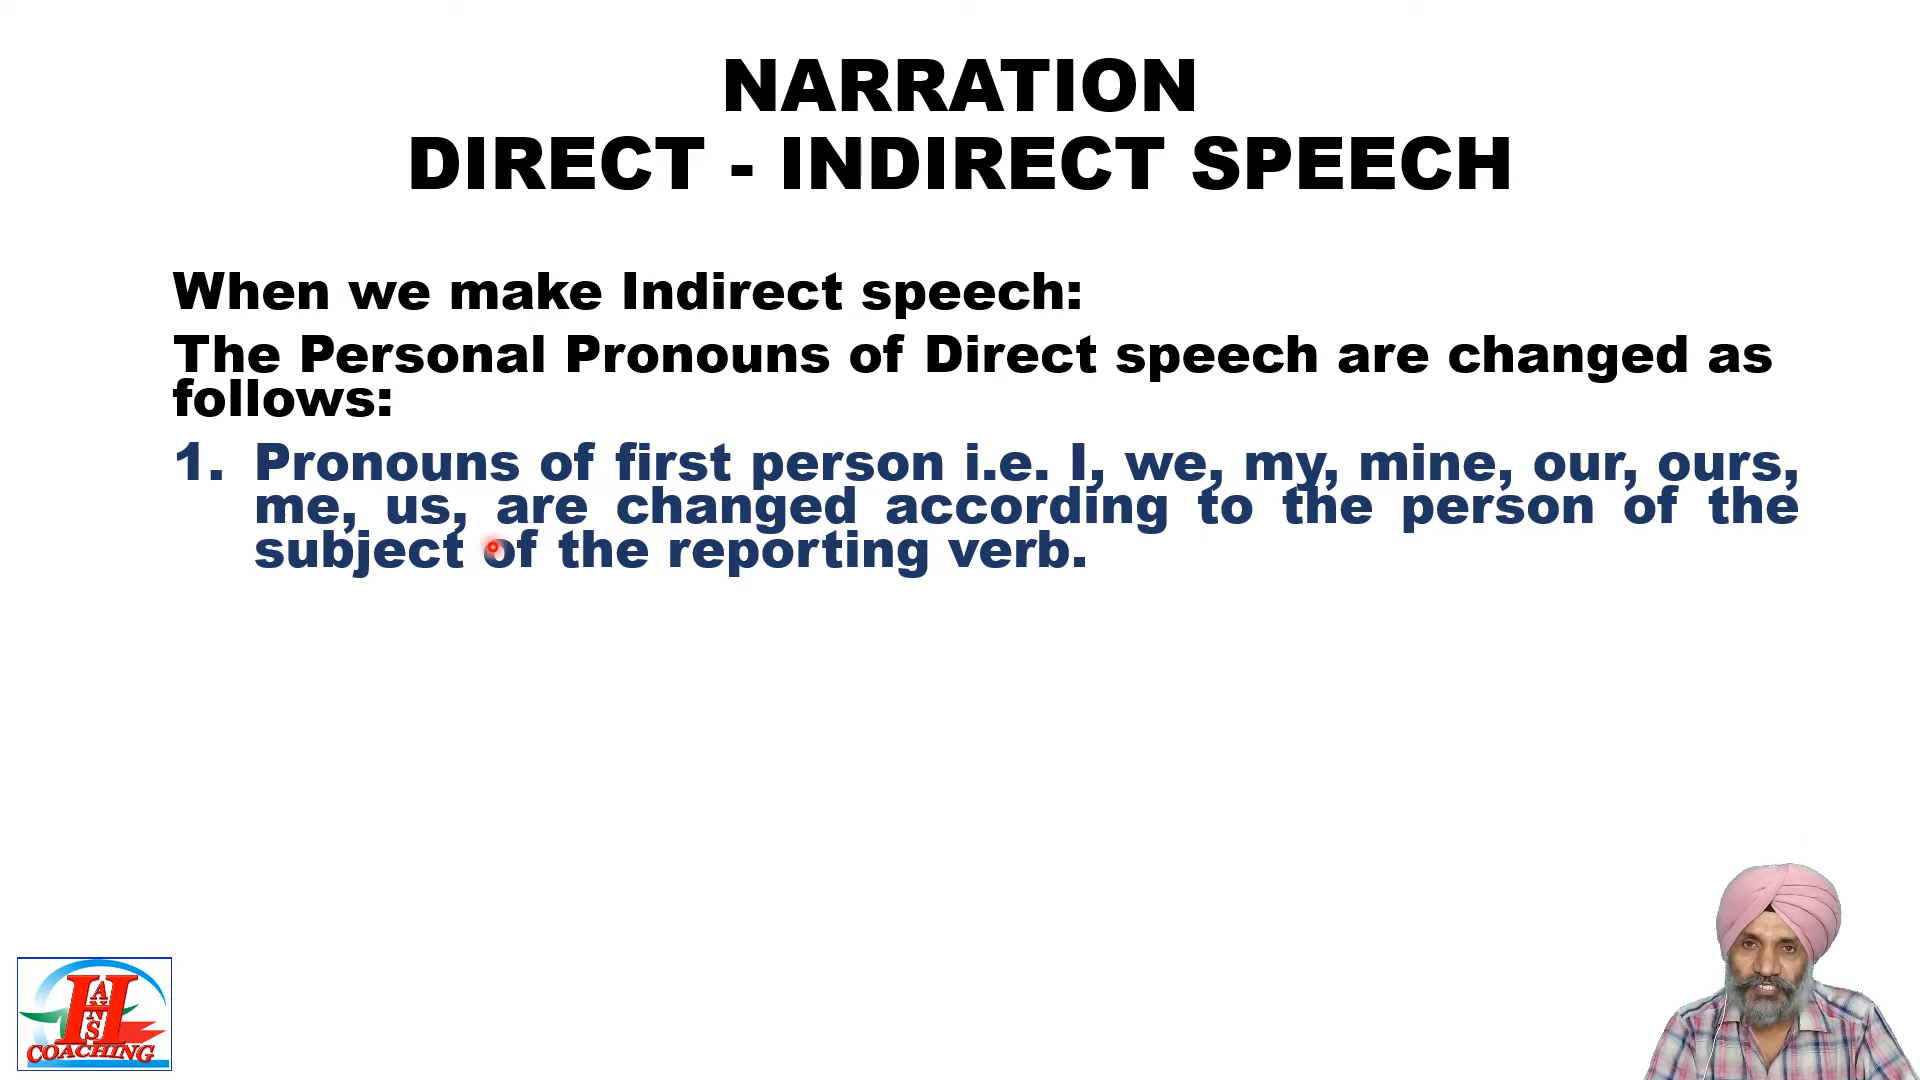 NARRATION
DIRECT - INDIRECT SPEECH
When we make Indirect speech:
The Personal Pronouns of Direct speech are changed as
follows:
1. Pronouns of first person i.e. I, we, my, mine, our, ours,
me, us, are changed according to the person of the
subject of the reporting verb.
H
COACHING